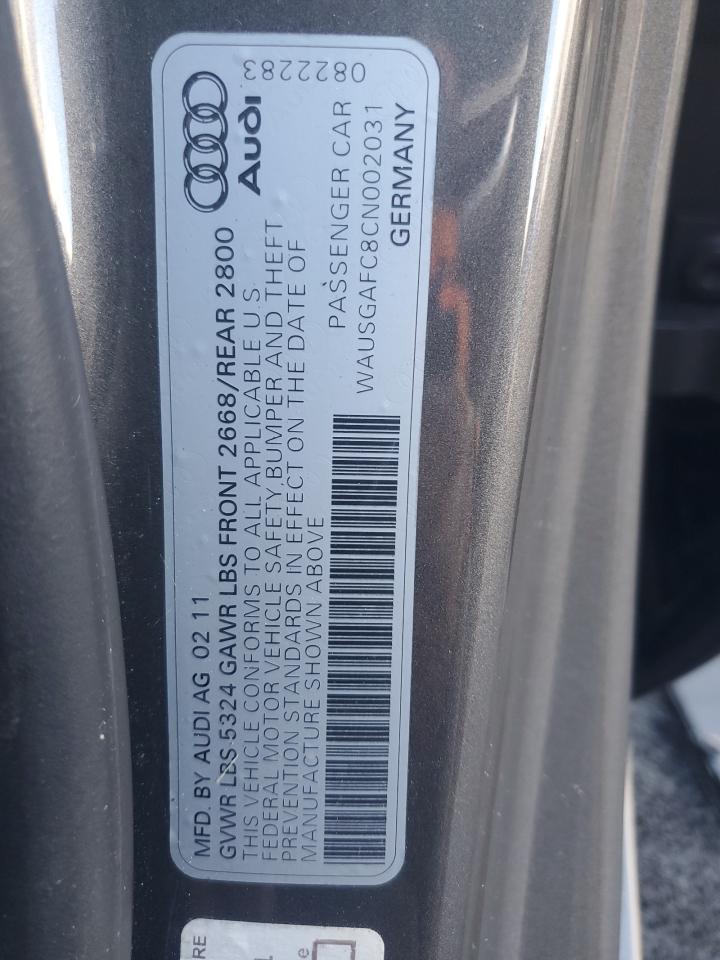 MFD. BY AUDI AG 02 11
GVWR LBS 5324 GAWR LBS FRONT 2668/REAR 2800
THIS VEHICLE CONFORMS TO ALL APPLICABLE U.S.
FEDERAL MOTOR VEHICLE SAFETY, BUMPER AND THEFT
PREVENTION STANDARDS IN EFFECT ON THE DATE OF
MANUFACTURE SHOWN ABOVE
PASSENGER CAR
WAUSGAFC8CN002031
GERMANY
Audi
0822283
RE